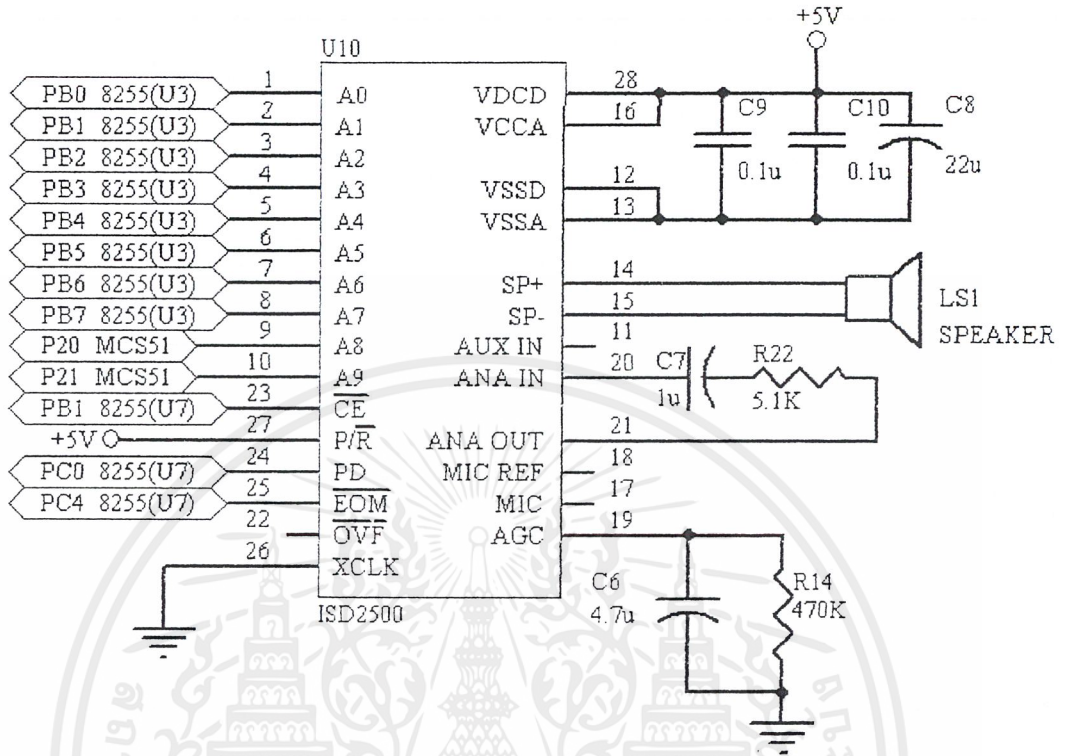 +5V
U10
PB0 8255(U3) 1 A0 VDCD 28
PB1 8255(U3) 2 A1 VCCA 16
C9 C10 C8
PB2 8255(U3) 3 A2
0.1u 0.1u 22u
PB3 8255(U3) 4 A3 VSSD 12
PB4 8255(U3) 5 A4 VSSA 13
PB5 8255(U3) 6 A5
PB6 8255(U3) 7 A6 SP+ 14
PB7 8255(U3) 8 A7 SP- 15
LS1
SPEAKER
P20 MCS51 9 A8 AUX IN 11
P21 MCS51 10 A9 ANA IN 20 C7 R22
1u 5.1K
PB1 8255(U7) 23 CE
+5V 27 P/R ANA OUT 21
PC0 8255(U7) 24 PD MIC REF 18
PC4 8255(U7) 25 EOM MIC 17
22 OVF AGC 19
26 XCLK
C6 R14
4.7u 470K
ISD2500